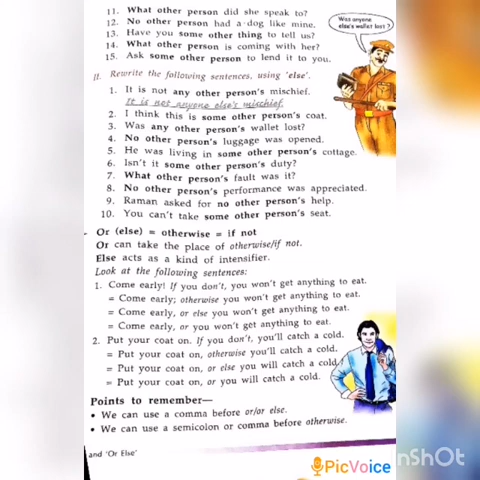 11. What other person did she speak to?
12. No other person had a dog like mine.
13. Have you some other thing to tell us?
14. What other person is coming with her?
15. Ask some other person to lend it to you.
Was anyone
else's wallet lost?
II. Rewrite the following sentences, using 'else'.
1. It is not any other person's mischief.
It is not anyone else's mischief.
2. I think this is some other person's coat.
3. Was any other person's wallet lost?
4. No other person's luggage was opened.
5. He was living in some other person's cottage.
6. Isn't it some other person's duty?
7. What other person's fault was it?
8. No other person's performance was appreciated.
9. Raman asked for no other person's help.
10. You can't take some other person's seat.
Or (else) = otherwise = if not
Or can take the place of otherwise/if not.
Else acts as a kind of intensifier.
Look at the following sentences:
1. Come early! If you don't, you won't get anything to eat.
= Come early; otherwise you won't get anything to eat.
= Come early, or else you won't get anything to eat.
= Come early, or you won't get anything to eat.
2. Put your coat on. If you don't, you'll catch a cold.
= Put your coat on, otherwise you'll catch a cold.
= Put your coat on, or else you will catch a cold.
= Put your coat on, or you will catch a cold.
Points to remember—
• We can use a comma before or/or else.
• We can use a semicolon or comma before otherwise.
and 'Or Else'
PicVoice